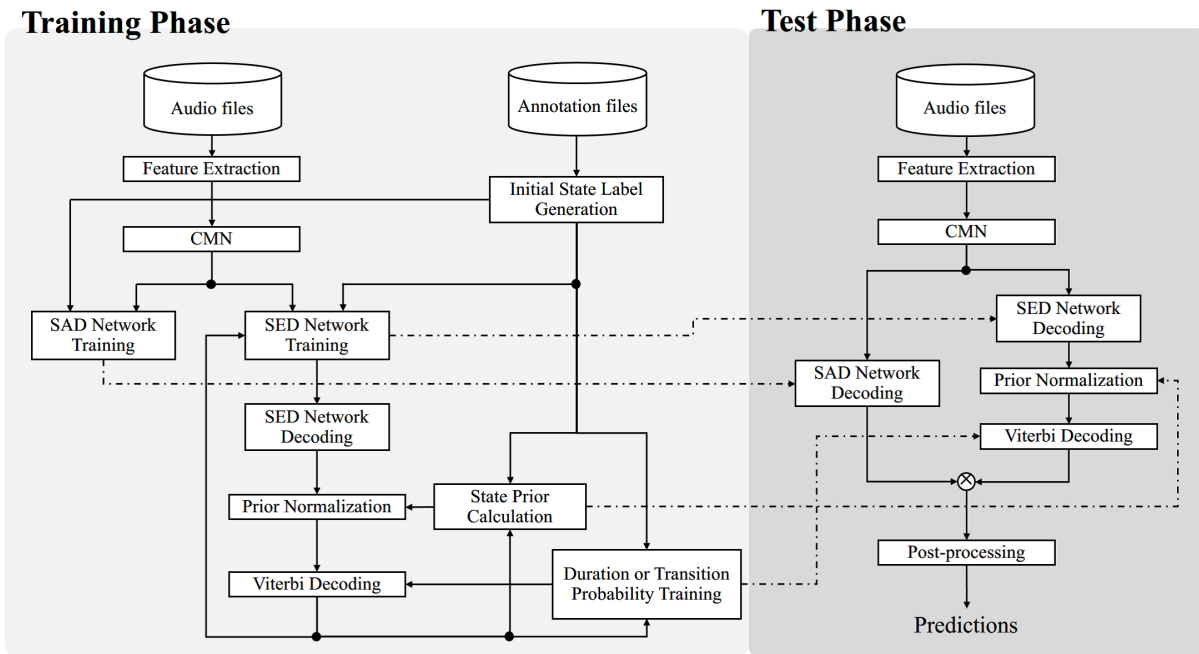 Training Phase
Audio files
Annotation files
Feature Extraction
Initial State Label
Generation
CMN
SAD Network
Training
SED Network
Training
SED Network
Decoding
Prior Normalization
State Prior
Calculation
Viterbi Decoding
Duration or Transition
Probability Training
Test Phase
Audio files
Feature Extraction
CMN
SED Network
Decoding
SAD Network
Decoding
Prior Normalization
Viterbi Decoding
Post-processing
Predictions